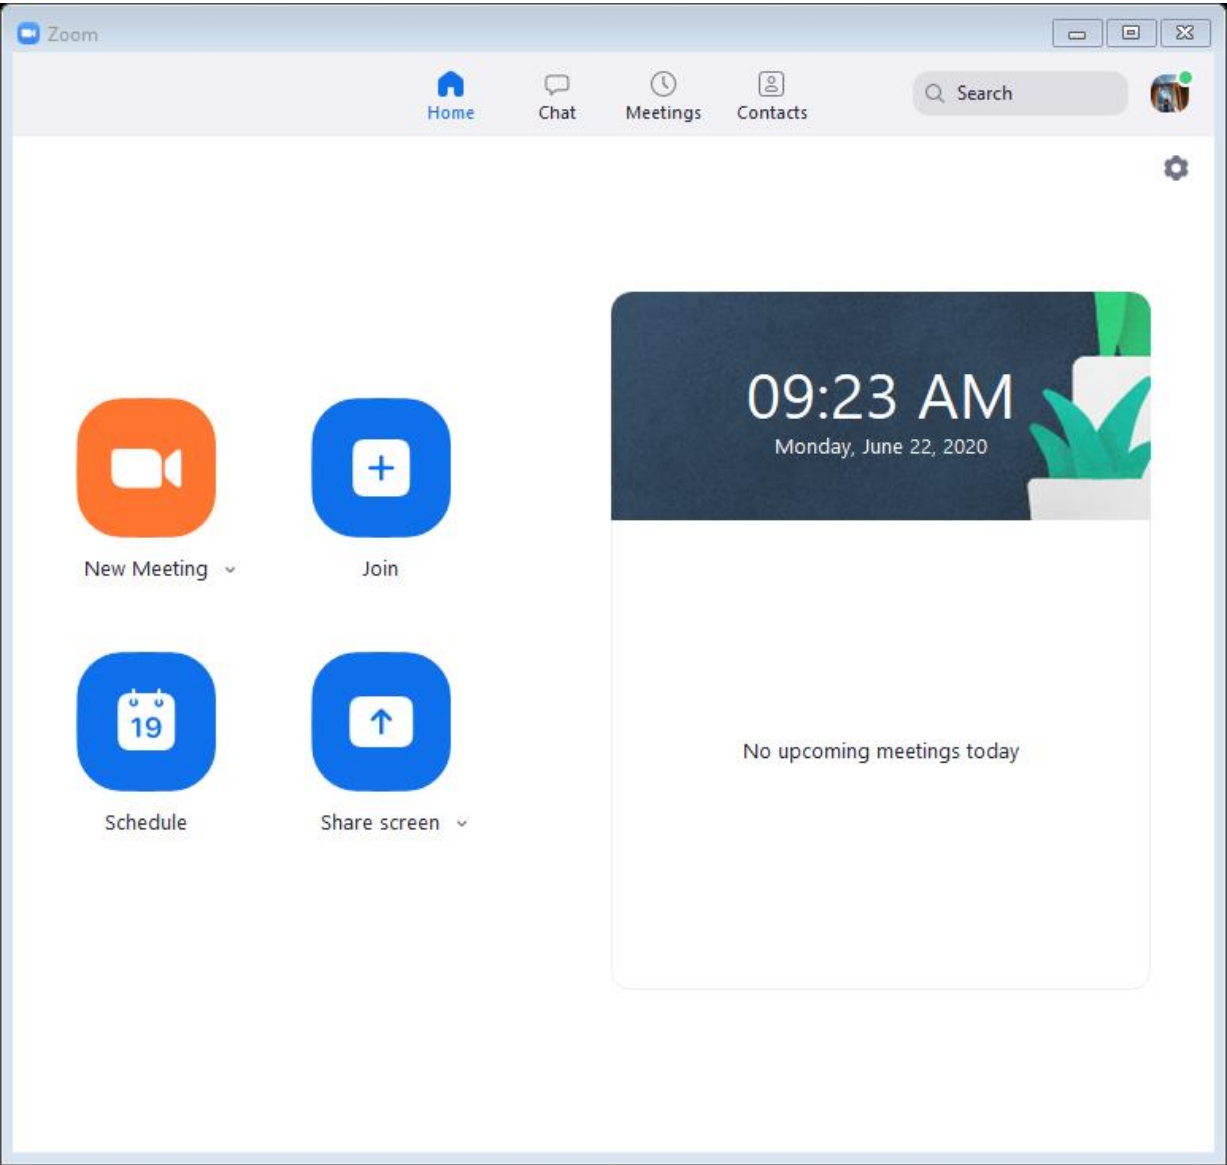 Zoom
Home
Chat
Meetings
Contacts
Search
09:23 AM
Monday, June 22, 2020
New Meeting
Join
19
Schedule
Share screen
No upcoming meetings today